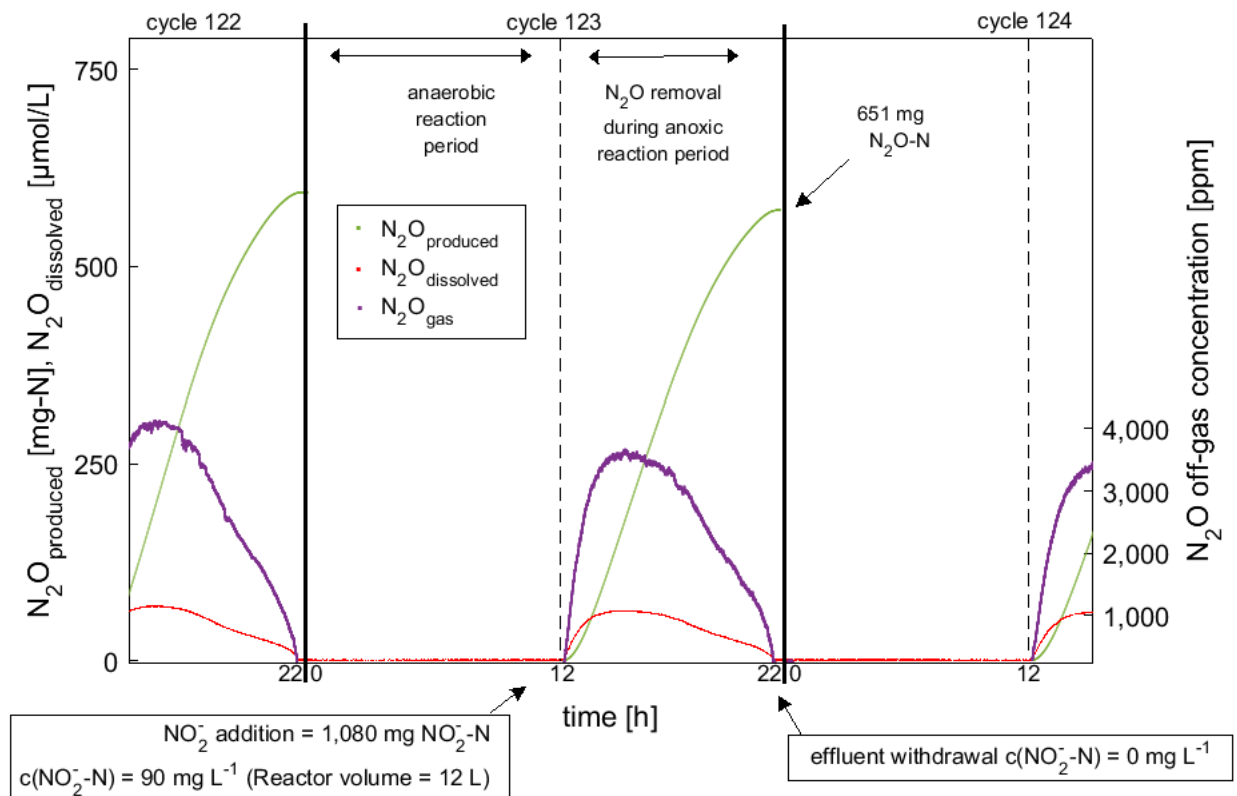 cycle 122
cycle 123
cycle 124
750
500
250
0
N₂Oproduced [mg-N], N₂Odissolved [µmol/L]
anaerobic
reaction
period
N₂O removal
during anoxic
reaction period
651 mg
N₂O-N
N₂Oproduced
N₂Odissolved
N₂Ogas
4,000
3,000
2,000
1,000
N₂O off-gas concentration [ppm]
22 0
12
22 0
12
time [h]
NO₂⁻ addition = 1,080 mg NO₂⁻-N
c(NO₂⁻-N) = 90 mg L⁻¹ (Reactor volume = 12 L)
effluent withdrawal c(NO₂⁻-N) = 0 mg L⁻¹